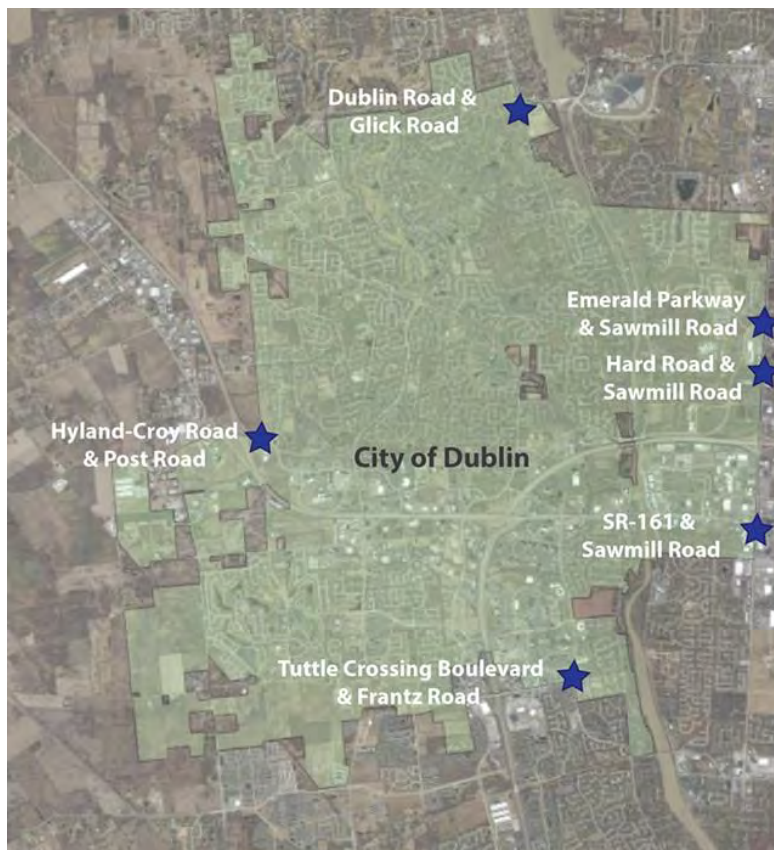 Dublin Road &
Glick Road
Emerald Parkway
& Sawmill Road
Hard Road &
Sawmill Road
Hyland-Croy Road
& Post Road
City of Dublin
SR-161 &
Sawmill Road
Tuttle Crossing Boulevard
& Frantz Road